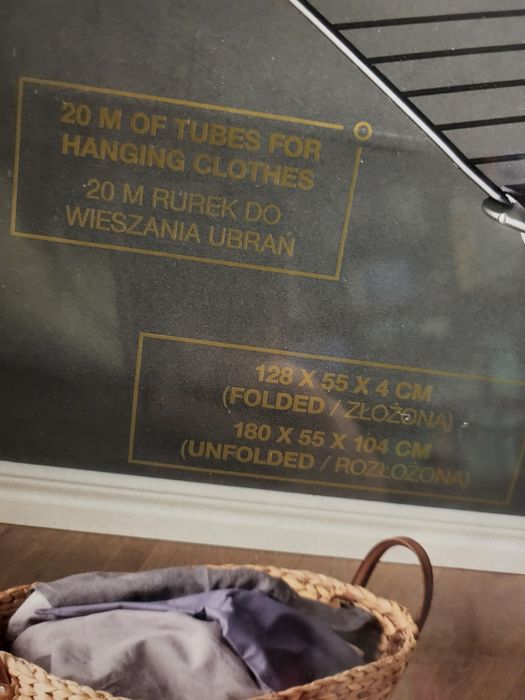 20 M OF TUBES FOR
HANGING CLOTHES
20 M RUREK DO
WIESZANIA UBRAŃ
128 X 55 X 4 CM
(FOLDED / ZŁOŻONA)
180 X 55 X 104 CM
(UNFOLDED / ROZŁOŻONA)